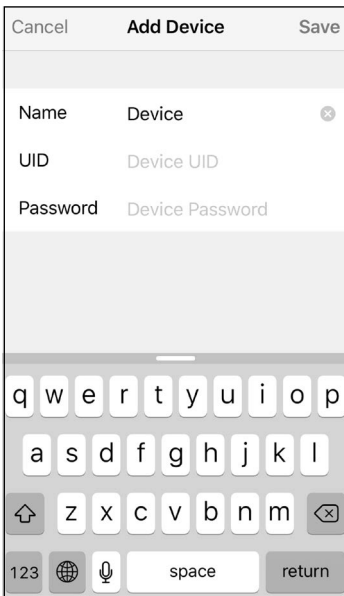 Cancel Add Device Save
Name Device
UID Device UID
Password Device Password
q w e r t y u i o p
a s d f g h j k l
z x c v b n m
123 space return